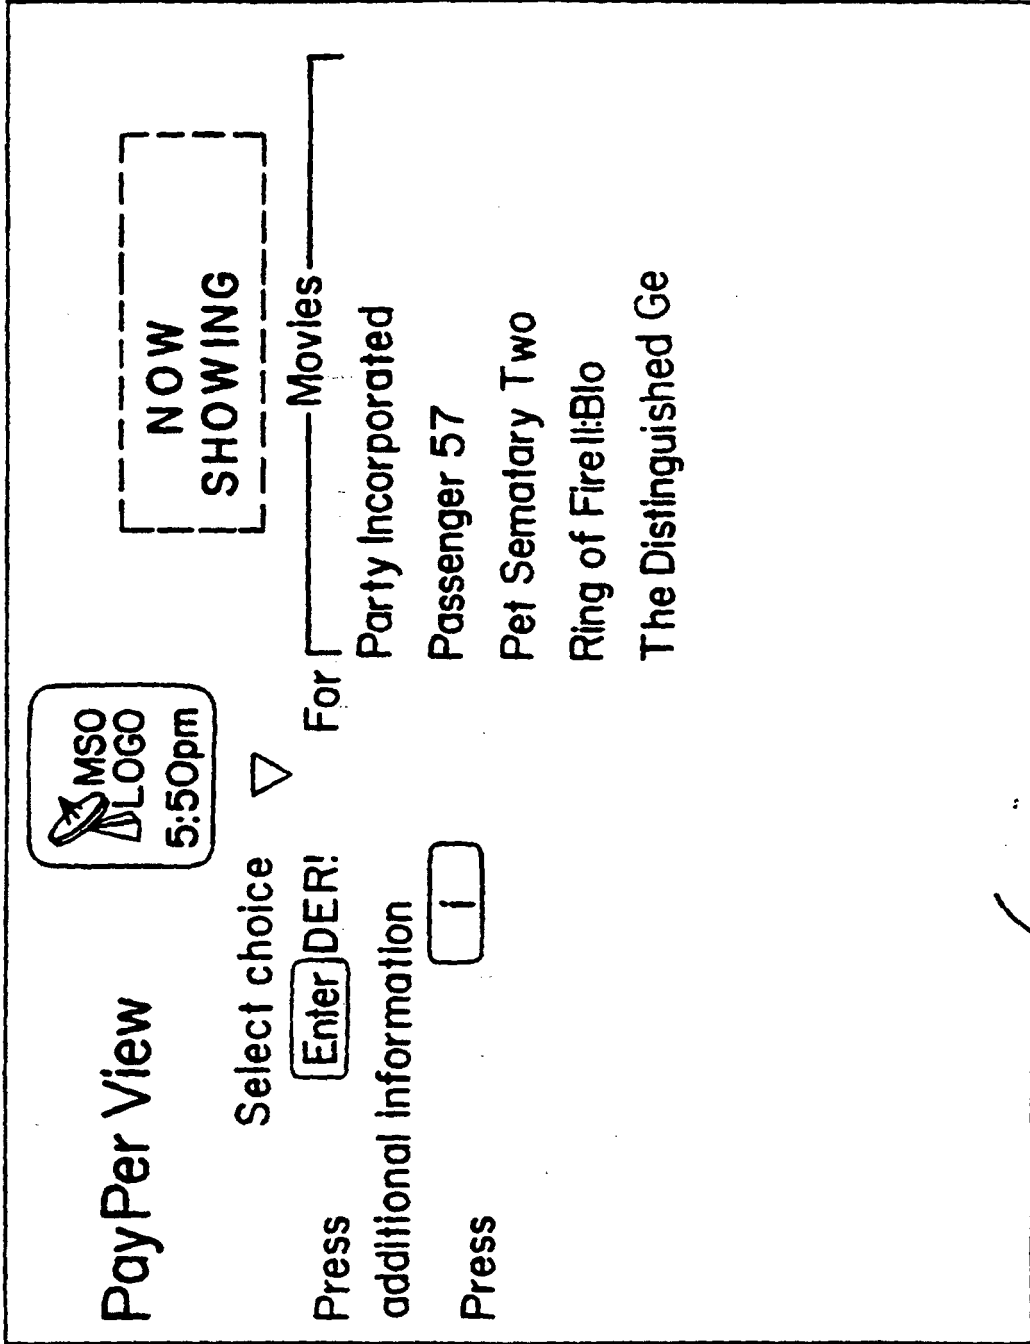 PayPer View
MSO
LOGO
5:50pm
NOW
SHOWING
Select choice
Press Enter DER! For
additional information
Press i
Movies
Party Incorporated
Passenger 57
Pet Sematary Two
Ring of Fire II:Blo
The Distinguished Ge